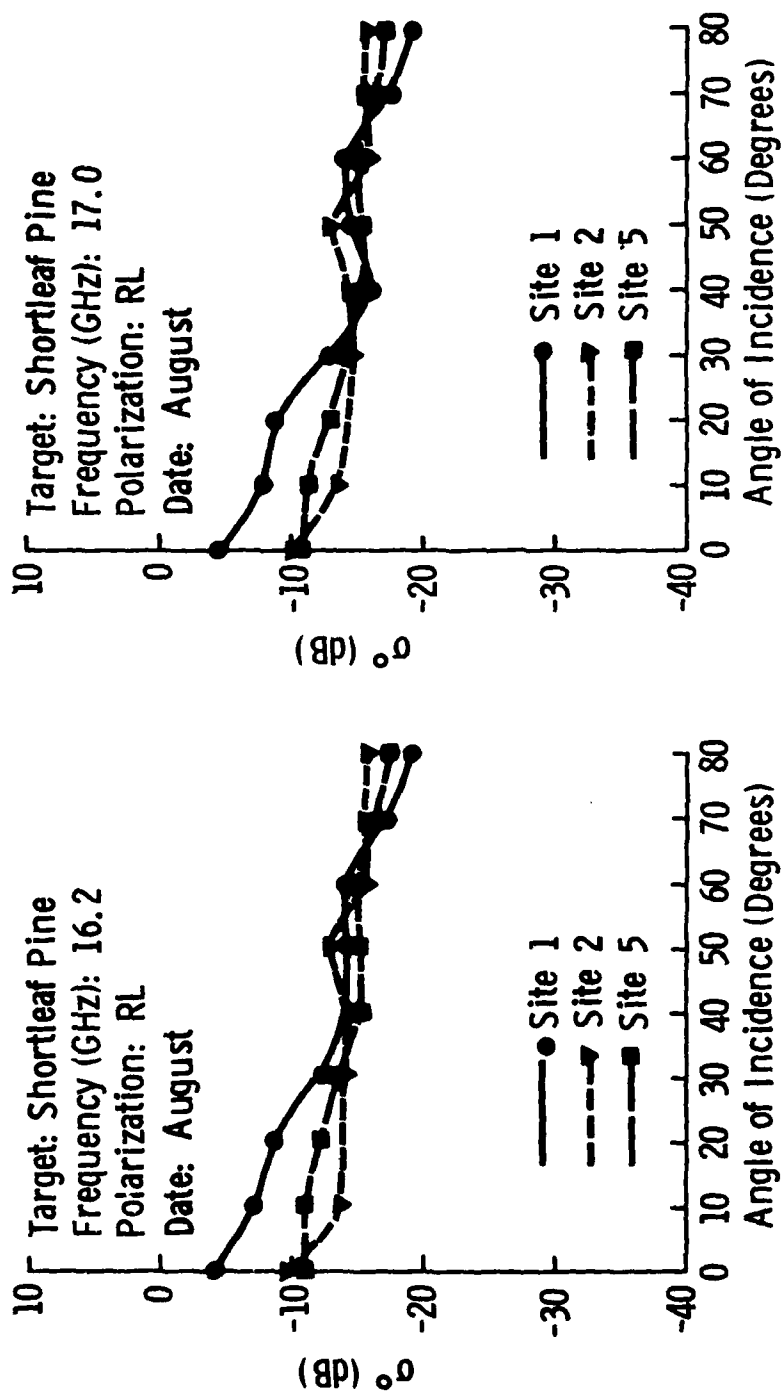 Target: Shortleaf Pine
Frequency (GHz): 16.2
Polarization: RL
Date: August
10
0
-10
-20
-30
-40
σ° (dB)
Site 1
Site 2
Site 5
0 10 20 30 40 50 60 70 80
Angle of Incidence (Degrees)
Target: Shortleaf Pine
Frequency (GHz): 17.0
Polarization: RL
Date: August
10
0
-10
-20
-30
-40
σ° (dB)
Site 1
Site 2
Site 5
0 10 20 30 40 50 60 70 80
Angle of Incidence (Degrees)